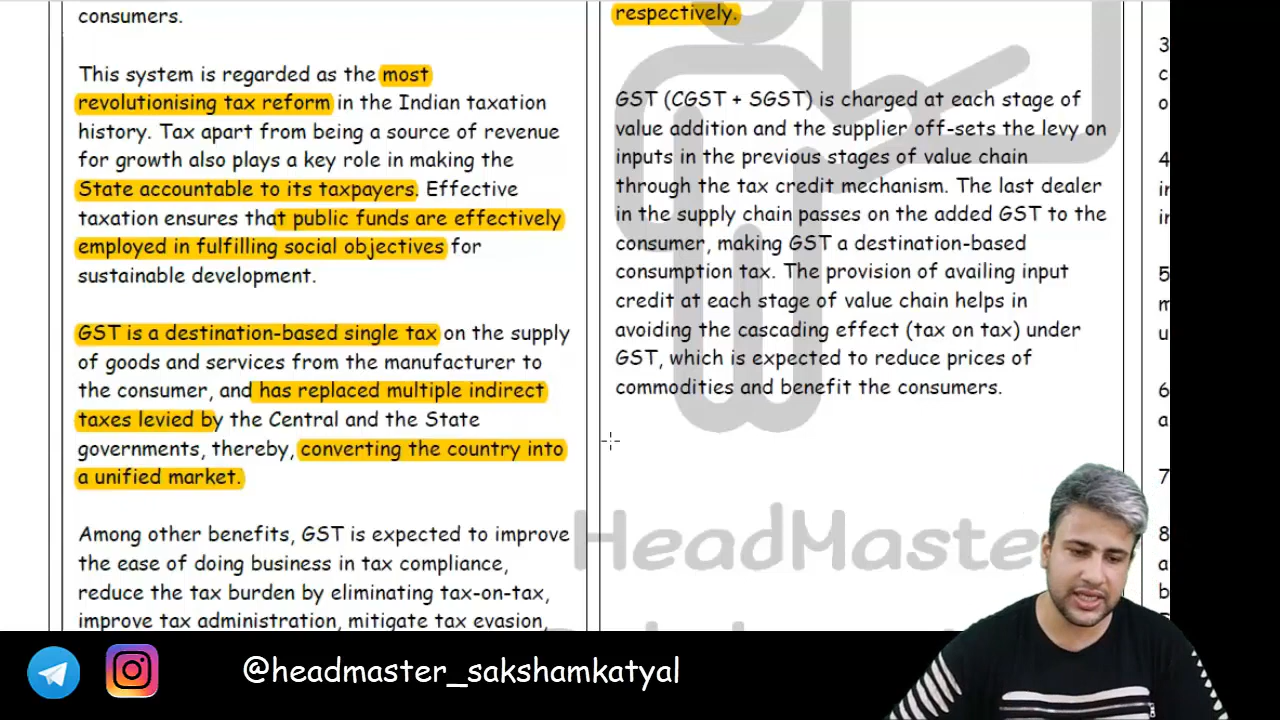 consumers.
This system is regarded as the most
revolutionising tax reform in the Indian taxation
history. Tax apart from being a source of revenue
for growth also plays a key role in making the
State accountable to its taxpayers. Effective
taxation ensures that public funds are effectively
employed in fulfilling social objectives for
sustainable development.
GST is a destination-based single tax on the supply
of goods and services from the manufacturer to
the consumer, and has replaced multiple indirect
taxes levied by the Central and the State
governments, thereby, converting the country into
a unified market.
Among other benefits, GST is expected to improve
the ease of doing business in tax compliance,
reduce the tax burden by eliminating tax-on-tax,
improve tax administration, mitigate tax evasion,
respectively.
GST (CGST + SGST) is charged at each stage of
value addition and the supplier off-sets the levy on
inputs in the previous stages of value chain
through the tax credit mechanism. The last dealer
in the supply chain passes on the added GST to the
consumer, making GST a destination-based
consumption tax. The provision of availing input
credit at each stage of value chain helps in
avoiding the cascading effect (tax on tax) under
GST, which is expected to reduce prices of
commodities and benefit the consumers.
HeadMaster
3
c
o
4
in
in
5
m
u
6
a
7
8
a
b
@headmaster_sakshamkatyal